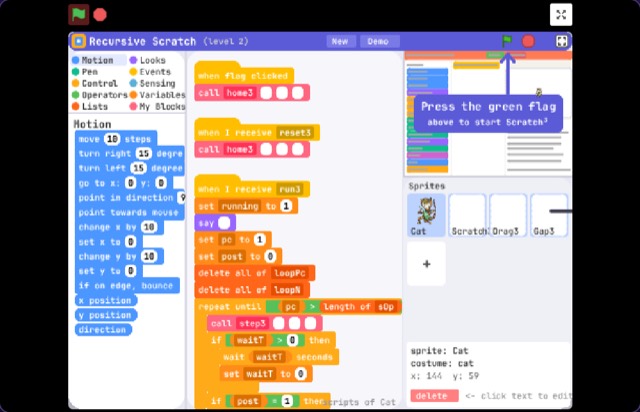 Recursive Scratch (level 2)
New
Demo
Motion
Looks
Pen
Events
Control
Sensing
Operators
Variables
Lists
My Blocks
Motion
move 10 steps
turn right 15 degre
turn left 15 degree
go to x: 0 y: 0
point in direction 9
point towards mouse
change x by 10
set x to 0
change y by 10
set y to 0
if on edge, bounce
x position
y position
direction
when flag clicked
call home3
when I receive reset3
call home3
when I receive run3
set running to 1
say
set pc to 1
set post to 0
delete all of loopPc
delete all of loopN
repeat until pc > length of sOp
call step3
if waitT > 0 then
wait waitT seconds
set waitT to 0
if post = 1 then
scripts of Cat
Press the green flag
above to start Scratch³
Sprites
Cat
Scratch
Drag3
Gap3
+
sprite: Cat
costume: cat
x: 144 y: 59
delete
<- click text to edit